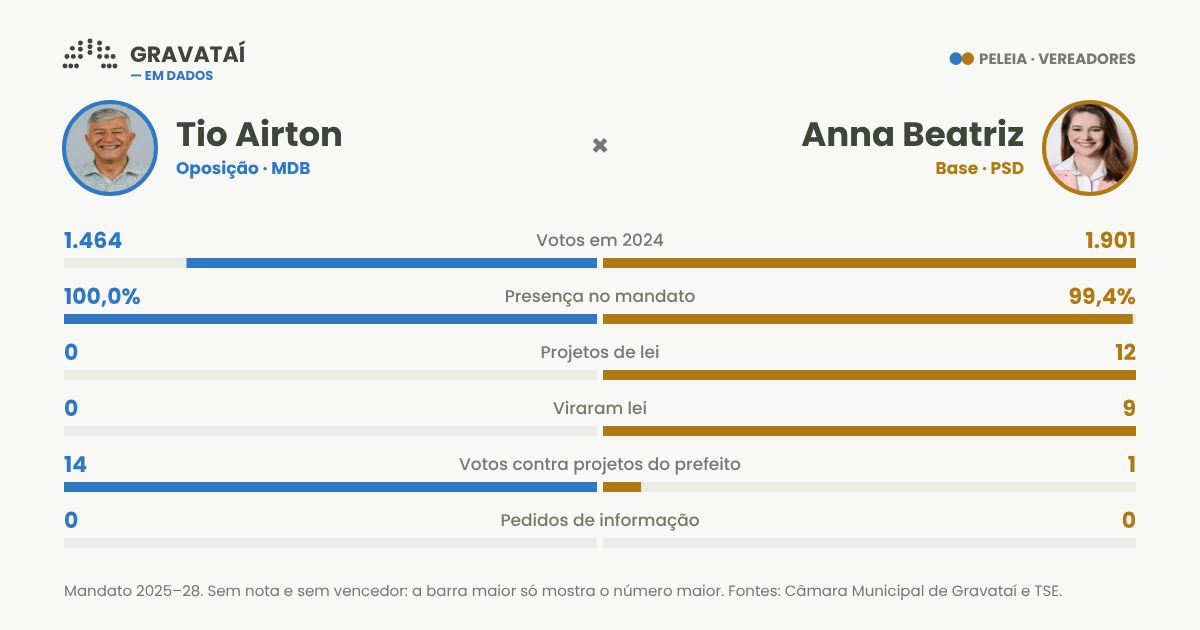 GRAVATAÍ
— EM DADOS
PELEIA · VEREADORES
Tio Airton
Oposição · MDB
×
Anna Beatriz
Base · PSD
1.464 Votos em 2024 1.901
100,0% Presença no mandato 99,4%
0 Projetos de lei 12
0 Viraram lei 9
14 Votos contra projetos do prefeito 1
0 Pedidos de informação 0
Mandato 2025–28. Sem nota e sem vencedor: a barra maior só mostra o número maior. Fontes: Câmara Municipal de Gravataí e TSE.